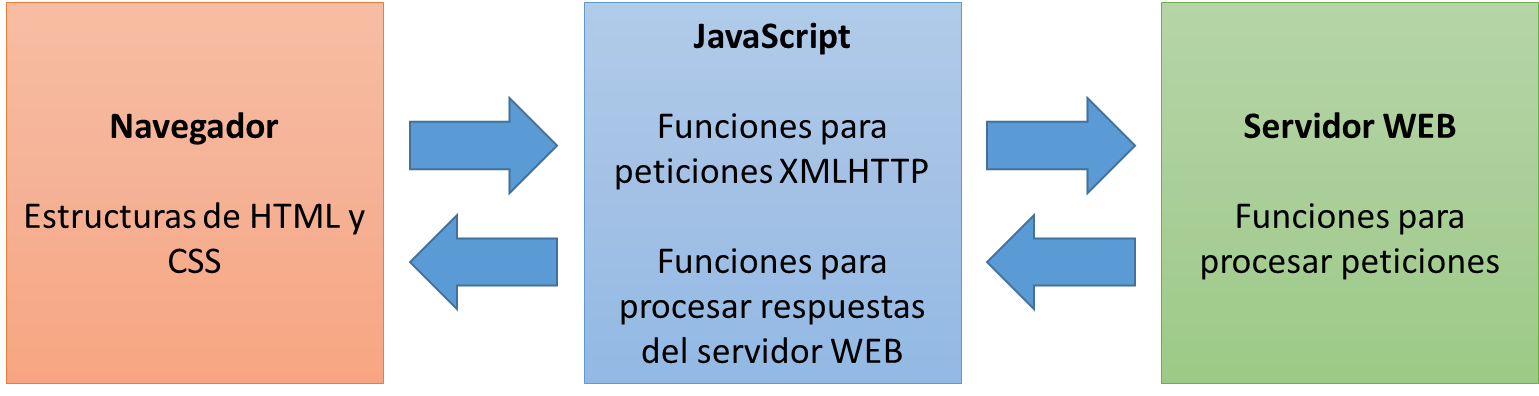 Navegador
Estructuras de HTML y
CSS
JavaScript
Funciones para
peticiones XMLHTTP
Funciones para
procesar respuestas
del servidor WEB
Servidor WEB
Funciones para
procesar peticiones